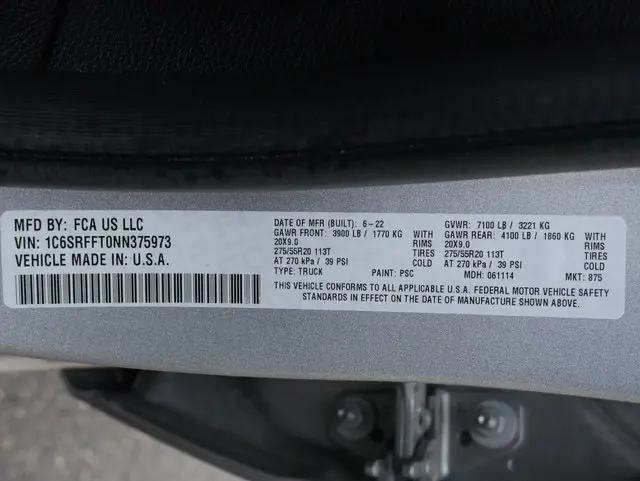 MFD BY: FCA US LLC
VIN: 1C6SRFFT0NN375973
VEHICLE MADE IN: U.S.A.
DATE OF MFR (BUILT): 6-22
GAWR FRONT: 3900 LB / 1770 KG WITH
20X9.0 RIMS
275/55R20 113T TIRES
AT 270 kPa / 39 PSI COLD
TYPE: TRUCK PAINT: PSC
GVWR: 7100 LB / 3221 KG
GAWR REAR: 4100 LB / 1860 KG WITH
20X9.0 RIMS
275/55R20 113T TIRES
AT 270 kPa / 39 PSI COLD
MDH: 061114 MKT: 875
THIS VEHICLE CONFORMS TO ALL APPLICABLE U.S.A. FEDERAL MOTOR VEHICLE SAFETY
STANDARDS IN EFFECT ON THE DATE OF MANUFACTURE SHOWN ABOVE.